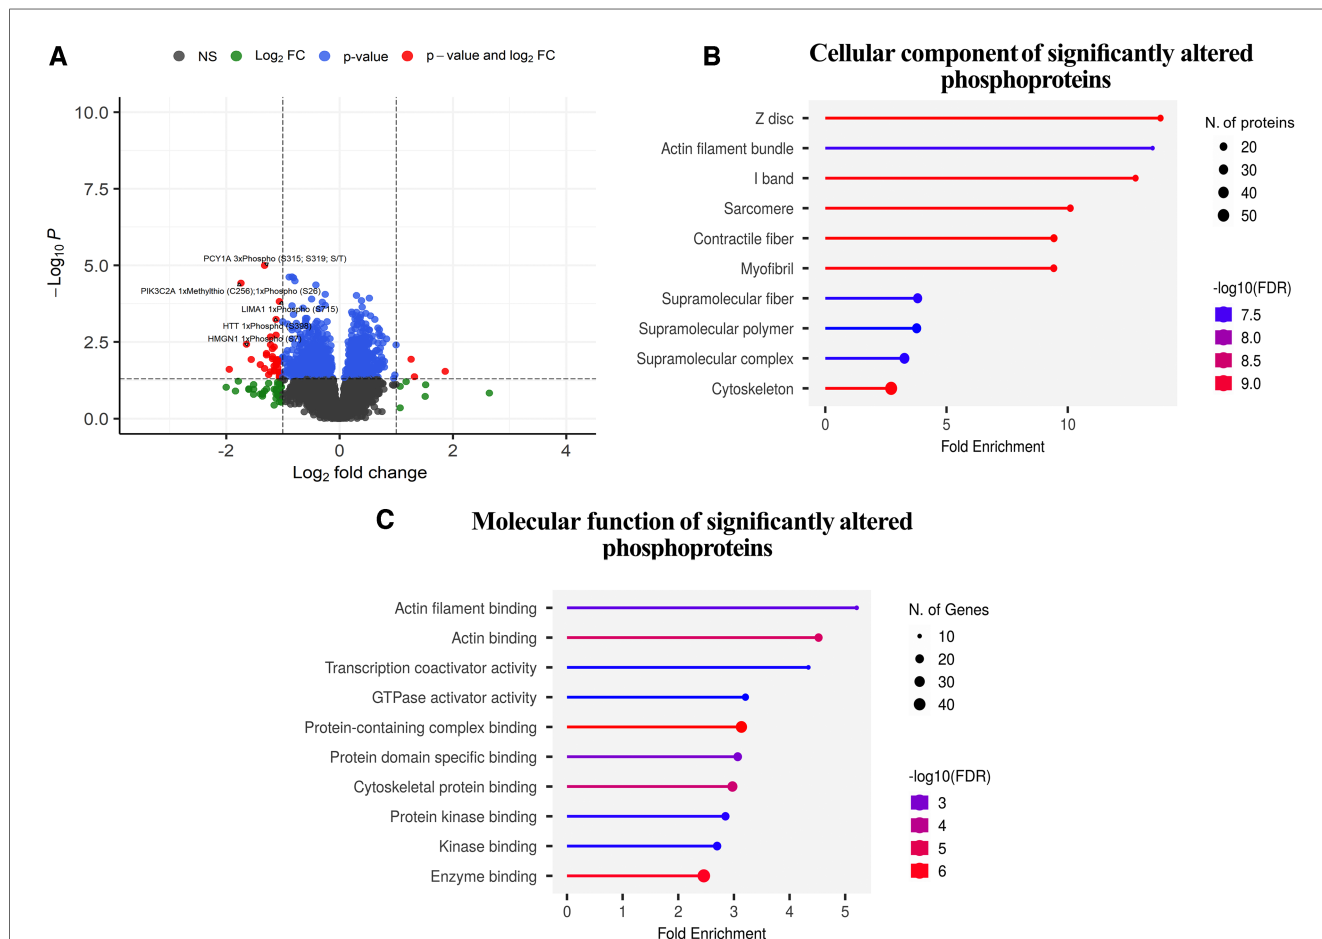 A
NS
Log2 FC
p-value
p – value and log2 FC
10.0
7.5
5.0
2.5
0.0
−Log10 P
PCY1A 3xPhospho (S315; S319; S/T)
PIK3C2A 1xMethylthio (C256);1xPhospho (S26)
LIMA1 1xPhospho (S715)
HTT 1xPhospho (S398)
HMGN1 1xPhospho (S7)
-2
0
2
4
Log2 fold change
B
Cellular component of significantly altered
phosphoproteins
Z disc
Actin filament bundle
I band
Sarcomere
Contractile fiber
Myofibril
Supramolecular fiber
Supramolecular polymer
Supramolecular complex
Cytoskeleton
0
5
10
Fold Enrichment
N. of proteins
20
30
40
50
-log10(FDR)
7.5
8.0
8.5
9.0
C
Molecular function of significantly altered
phosphoproteins
Actin filament binding
Actin binding
Transcription coactivator activity
GTPase activator activity
Protein-containing complex binding
Protein domain specific binding
Cytoskeletal protein binding
Protein kinase binding
Kinase binding
Enzyme binding
0
1
2
3
4
5
Fold Enrichment
N. of Genes
10
20
30
40
-log10(FDR)
3
4
5
6